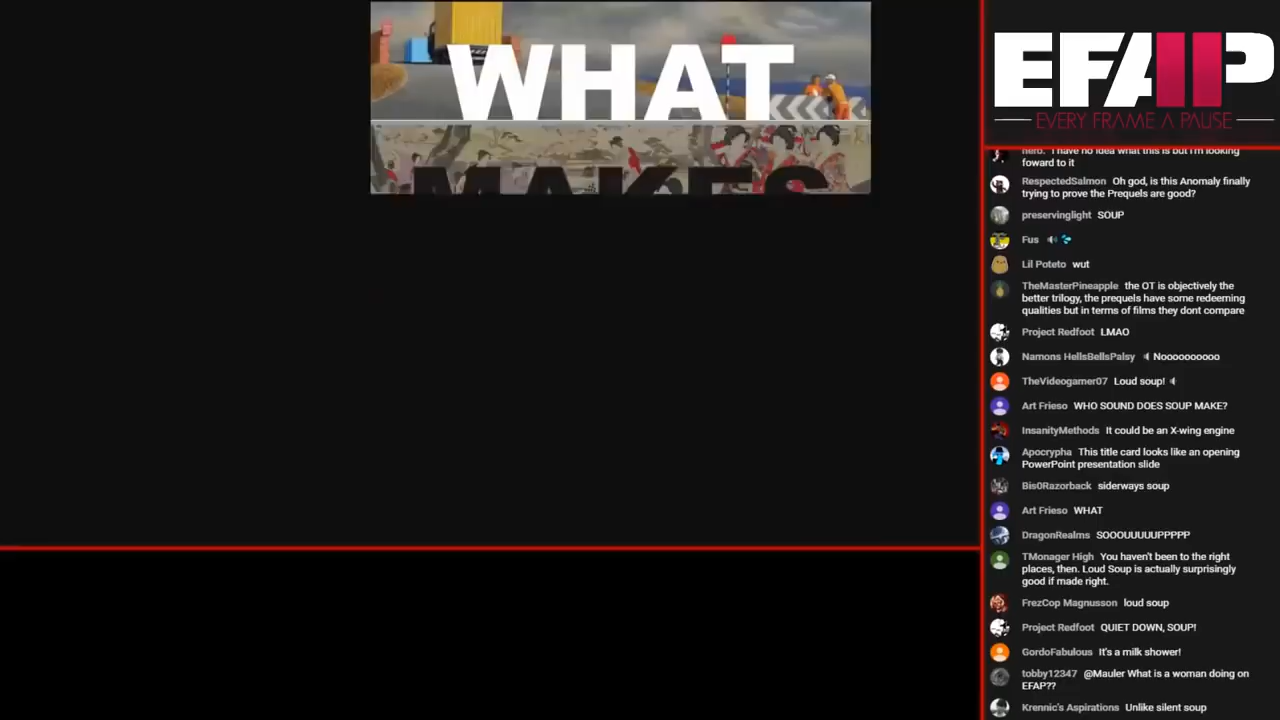 WHAT
MAKES
EFAP
EVERY FRAME A PAUSE
hero. I have no idea what this is but i'm looking
foward to it
RespectedSalmon Oh god, is this Anomaly finally
trying to prove the Prequels are good?
preservinglight SOUP
Fus
Lil Poteto wut
TheMasterPineapple the OT is objectively the
better trilogy, the prequels have some redeeming
qualities but in terms of films they dont compare
Project Redfoot LMAO
Namons HellsBellsPalsy Noooooooooo
TheVideogamer07 Loud soup!
Art Frieso WHO SOUND DOES SOUP MAKE?
InsanityMethods It could be an X-wing engine
Apocrypha This title card looks like an opening
PowerPoint presentation slide
Bis0Razorback siderways soup
Art Frieso WHAT
DragonRealms SOOOUUUUUPPPPP
TMonager High You haven't been to the right
places, then. Loud Soup is actually surprisingly
good if made right.
FrezCop Magnusson loud soup
Project Redfoot QUIET DOWN, SOUP!
GordoFabulous It's a milk shower!
tobby12347 @Mauler What is a woman doing on
EFAP??
Krennic's Aspirations Unlike silent soup